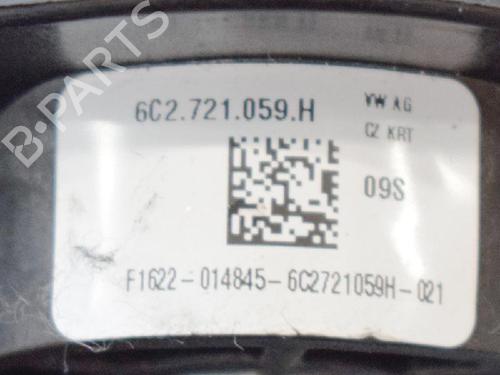 B-PARTS
6C2.721.059.H
VW AG
CZ KRT
09S
F1622-014845-6C2721059H-021